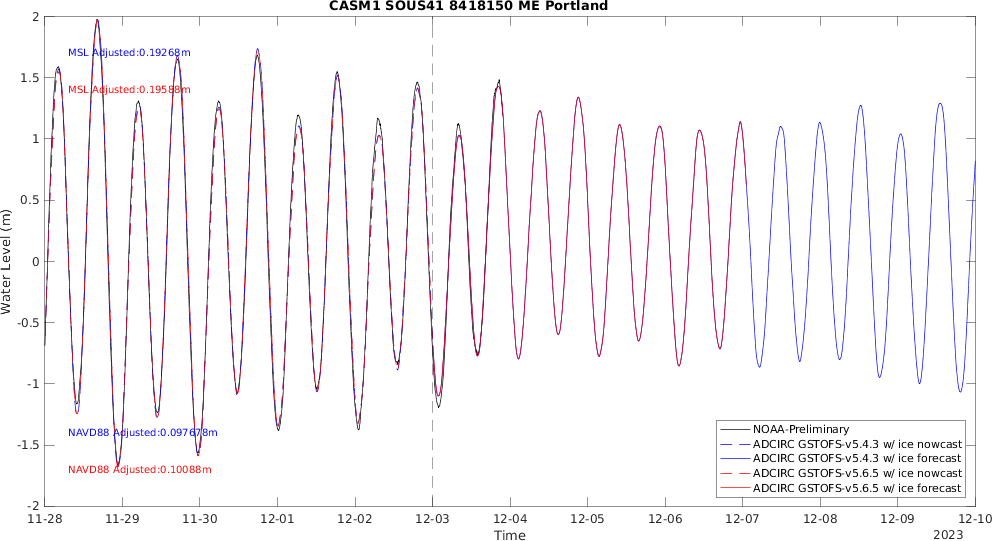 CASM1 SOUS41 8418150 ME Portland
2
1.5
1
0.5
0
-0.5
-1
-1.5
-2
Water Level (m)
MSL Adjusted:0.19268m
MSL Adjusted:0.19588m
NAVD88 Adjusted:0.097678m
NAVD88 Adjusted:0.10088m
NOAA-Preliminary
ADCIRC GSTOFS-v5.4.3 w/ ice nowcast
ADCIRC GSTOFS-v5.4.3 w/ ice forecast
ADCIRC GSTOFS-v5.6.5 w/ ice nowcast
ADCIRC GSTOFS-v5.6.5 w/ ice forecast
11-28 11-29 11-30 12-01 12-02 12-03 12-04 12-05 12-06 12-07 12-08 12-09 12-10
Time
2023